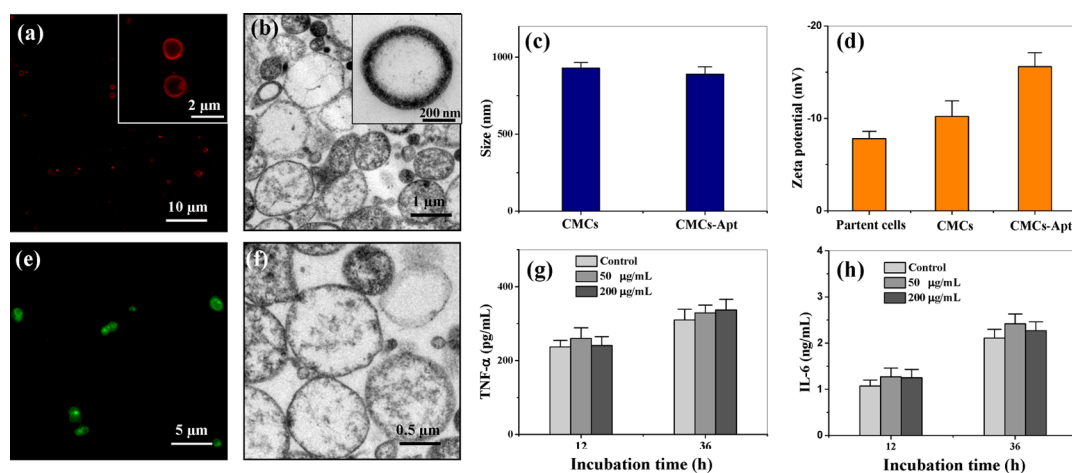 (a)
2 μm
10 μm
(b)
200 nm
1 μm
(c)
Size (nm)
1000
500
0
CMCs
CMCs-Apt
(d)
Zeta potential (mV)
-20
-10
0
Partent cells
CMCs
CMCs-Apt
(e)
5 μm
(f)
0.5 μm
(g)
Control
50 μg/mL
200 μg/mL
TNF-α (pg/mL)
400
200
0
12
36
Incubation time (h)
(h)
Control
50 μg/mL
200 μg/mL
IL-6 (ng/mL)
4
3
2
1
0
12
36
Incubation time (h)